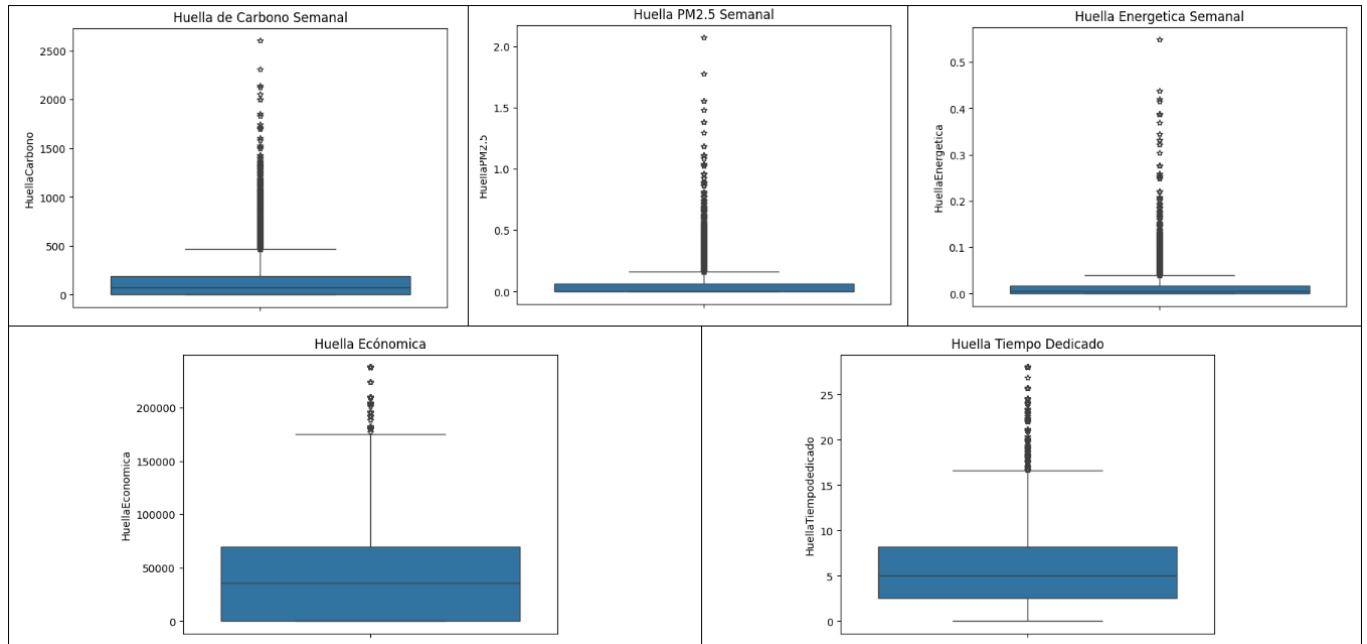 Huella de Carbono Semanal
2500
2000
1500
1000
500
0
HuellaCarbono
Huella PM2.5 Semanal
2.0
1.5
1.0
0.5
0.0
HuellaPM2.5
Huella Energetica Semanal
0.5
0.4
0.3
0.2
0.1
0.0
HuellaEnergetica
Huella Ecónomica
200000
150000
100000
50000
0
HuellaEconomica
Huella Tiempo Dedicado
25
20
15
10
5
0
HuellaTiempodedicado